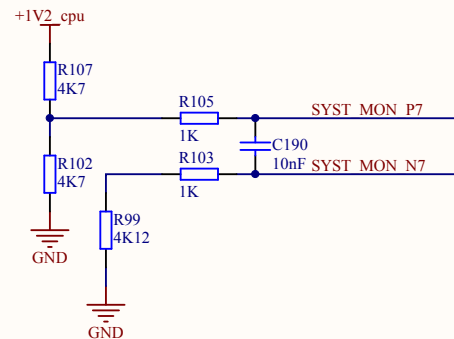 +1V2_cpu
R107
4K7
R105
1K
SYST_MON_P7
C190
10nF
R102
4K7
R103
1K
SYST_MON_N7
R99
4K12
GND
GND